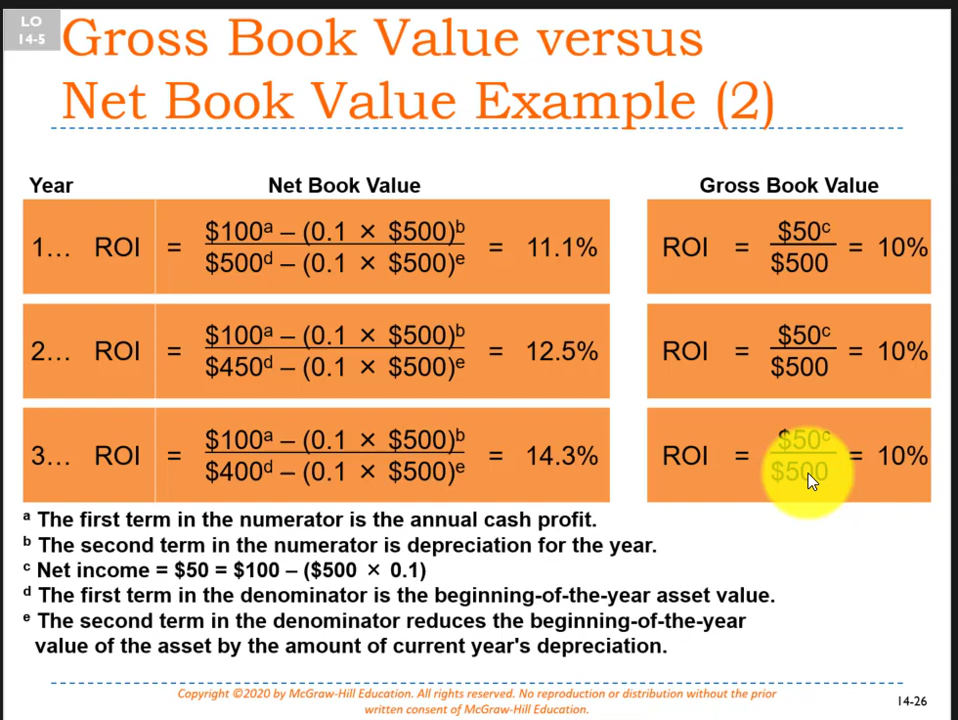 LO
14-5
Gross Book Value versus
Net Book Value Example (2)
Year Net Book Value Gross Book Value
1… ROI = $100ᵃ – (0.1 × $500)ᵇ / $500ᵈ – (0.1 × $500)ᵉ = 11.1% ROI = $50ᶜ / $500 = 10%
2… ROI = $100ᵃ – (0.1 × $500)ᵇ / $450ᵈ – (0.1 × $500)ᵉ = 12.5% ROI = $50ᶜ / $500 = 10%
3… ROI = $100ᵃ – (0.1 × $500)ᵇ / $400ᵈ – (0.1 × $500)ᵉ = 14.3% ROI = $50ᶜ / $500 = 10%
ᵃ The first term in the numerator is the annual cash profit.
ᵇ The second term in the numerator is depreciation for the year.
ᶜ Net income = $50 = $100 – ($500 × 0.1)
ᵈ The first term in the denominator is the beginning-of-the-year asset value.
ᵉ The second term in the denominator reduces the beginning-of-the-year
value of the asset by the amount of current year's depreciation.
Copyright ©2020 by McGraw-Hill Education. All rights reserved. No reproduction or distribution without the prior
written consent of McGraw-Hill Education.
14-26